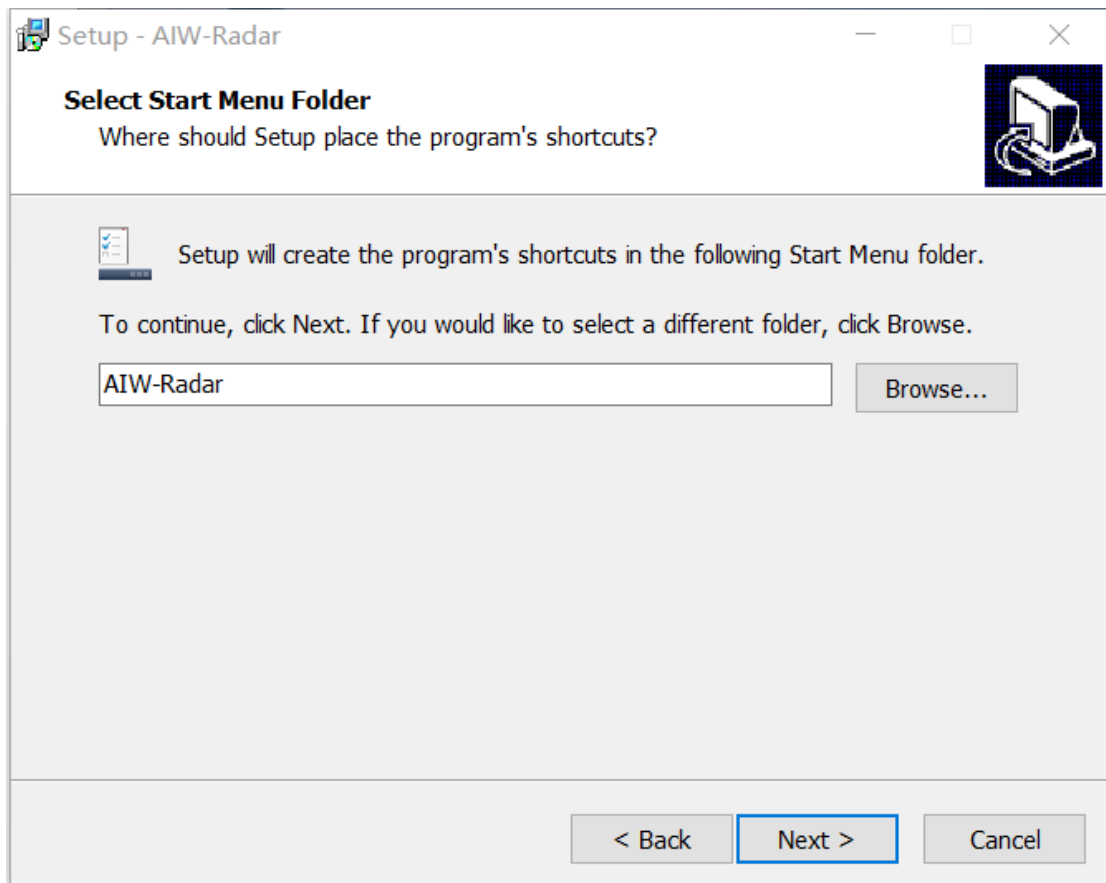 Setup - AIW-Radar
Select Start Menu Folder
Where should Setup place the program's shortcuts?
Setup will create the program's shortcuts in the following Start Menu folder.
To continue, click Next. If you would like to select a different folder, click Browse.
AIW-Radar
Browse...
< Back
Next >
Cancel